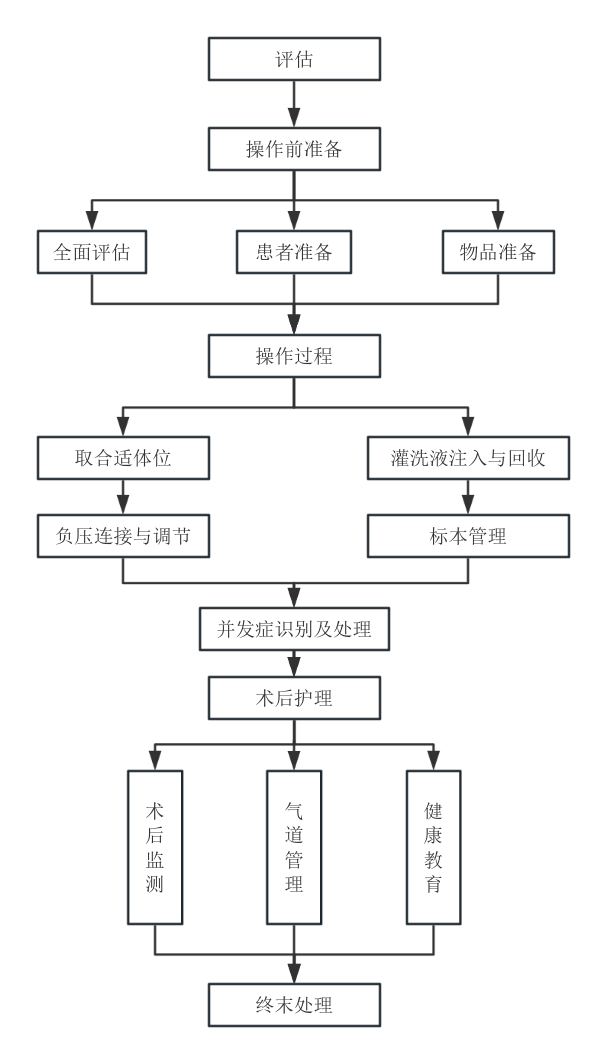 评估
操作前准备
全面评估
患者准备
物品准备
操作过程
取合适体位
灌洗液注入与回收
负压连接与调节
标本管理
并发症识别及处理
术后护理
术后监测
气道管理
健康教育
终末处理